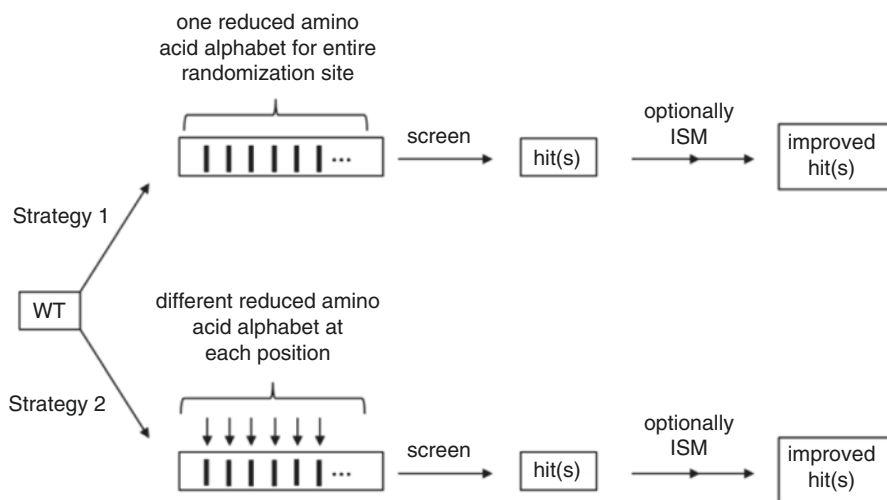 one reduced amino
acid alphabet for entire
randomization site
screen
hit(s)
optionally
ISM
improved
hit(s)
...
Strategy 1
WT
Strategy 2
different reduced amino
acid alphabet at
each position
screen
hit(s)
optionally
ISM
improved
hit(s)
...